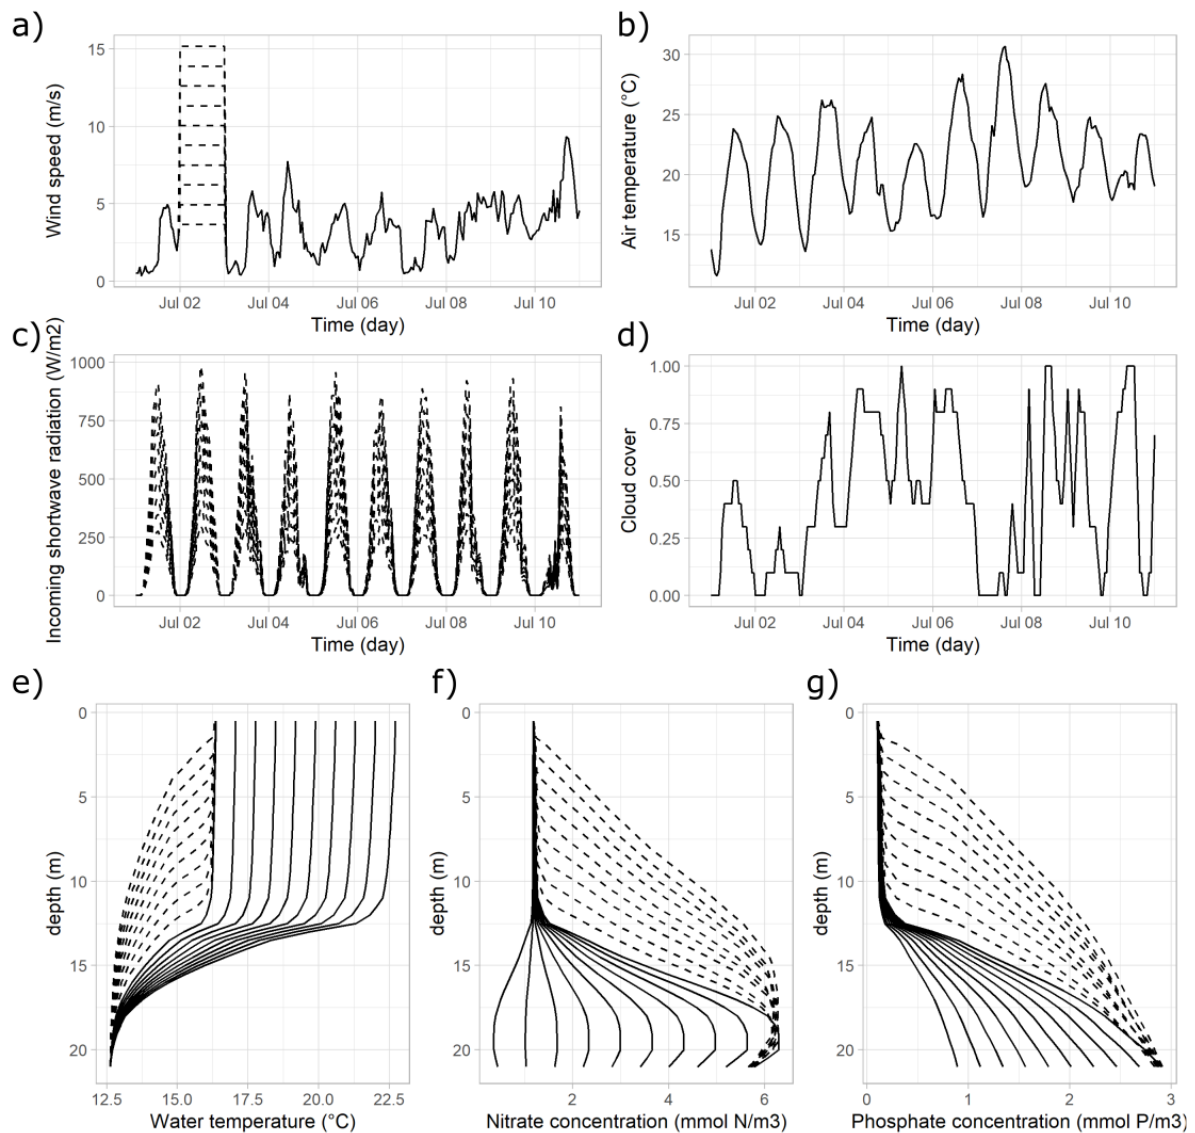 a)
b)
Wind speed (m/s)
15
10
5
0
Jul 02 Jul 04 Jul 06 Jul 08 Jul 10
Time (day)
Air temperature (°C)
30
25
20
15
Jul 02 Jul 04 Jul 06 Jul 08 Jul 10
Time (day)
c)
d)
Incoming shortwave radiation (W/m2)
1000
750
500
250
0
Jul 02 Jul 04 Jul 06 Jul 08 Jul 10
Time (day)
Cloud cover
1.00
0.75
0.50
0.25
0.00
Jul 02 Jul 04 Jul 06 Jul 08 Jul 10
Time (day)
e)
f)
g)
depth (m)
0
5
10
15
20
12.5 15.0 17.5 20.0 22.5
Water temperature (°C)
depth (m)
0
5
10
15
20
2 4 6
Nitrate concentration (mmol N/m3)
depth (m)
0
5
10
15
20
0 1 2 3
Phosphate concentration (mmol P/m3)